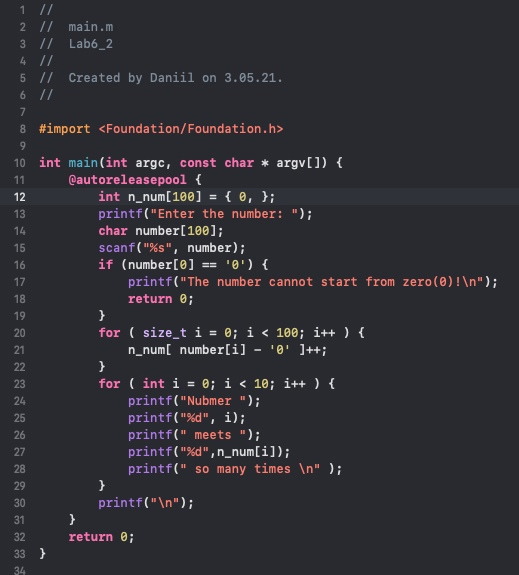 1 //
2 //  main.m
3 //  Lab6_2
4 //
5 //  Created by Daniil on 3.05.21.
6 //
7
8 #import <Foundation/Foundation.h>
9
10 int main(int argc, const char * argv[]) {
11     @autoreleasepool {
12         int n_num[100] = { 0, };
13         printf("Enter the number: ");
14         char number[100];
15         scanf("%s", number);
16         if (number[0] == '0') {
17             printf("The number cannot start from zero(0)!\n");
18             return 0;
19         }
20         for ( size_t i = 0; i < 100; i++ ) {
21             n_num[ number[i] - '0' ]++;
22         }
23         for ( int i = 0; i < 10; i++ ) {
24             printf("Nubmer ");
25             printf("%d", i);
26             printf(" meets ");
27             printf("%d",n_num[i]);
28             printf(" so many times \n" );
29         }
30         printf("\n");
31     }
32     return 0;
33 }
34